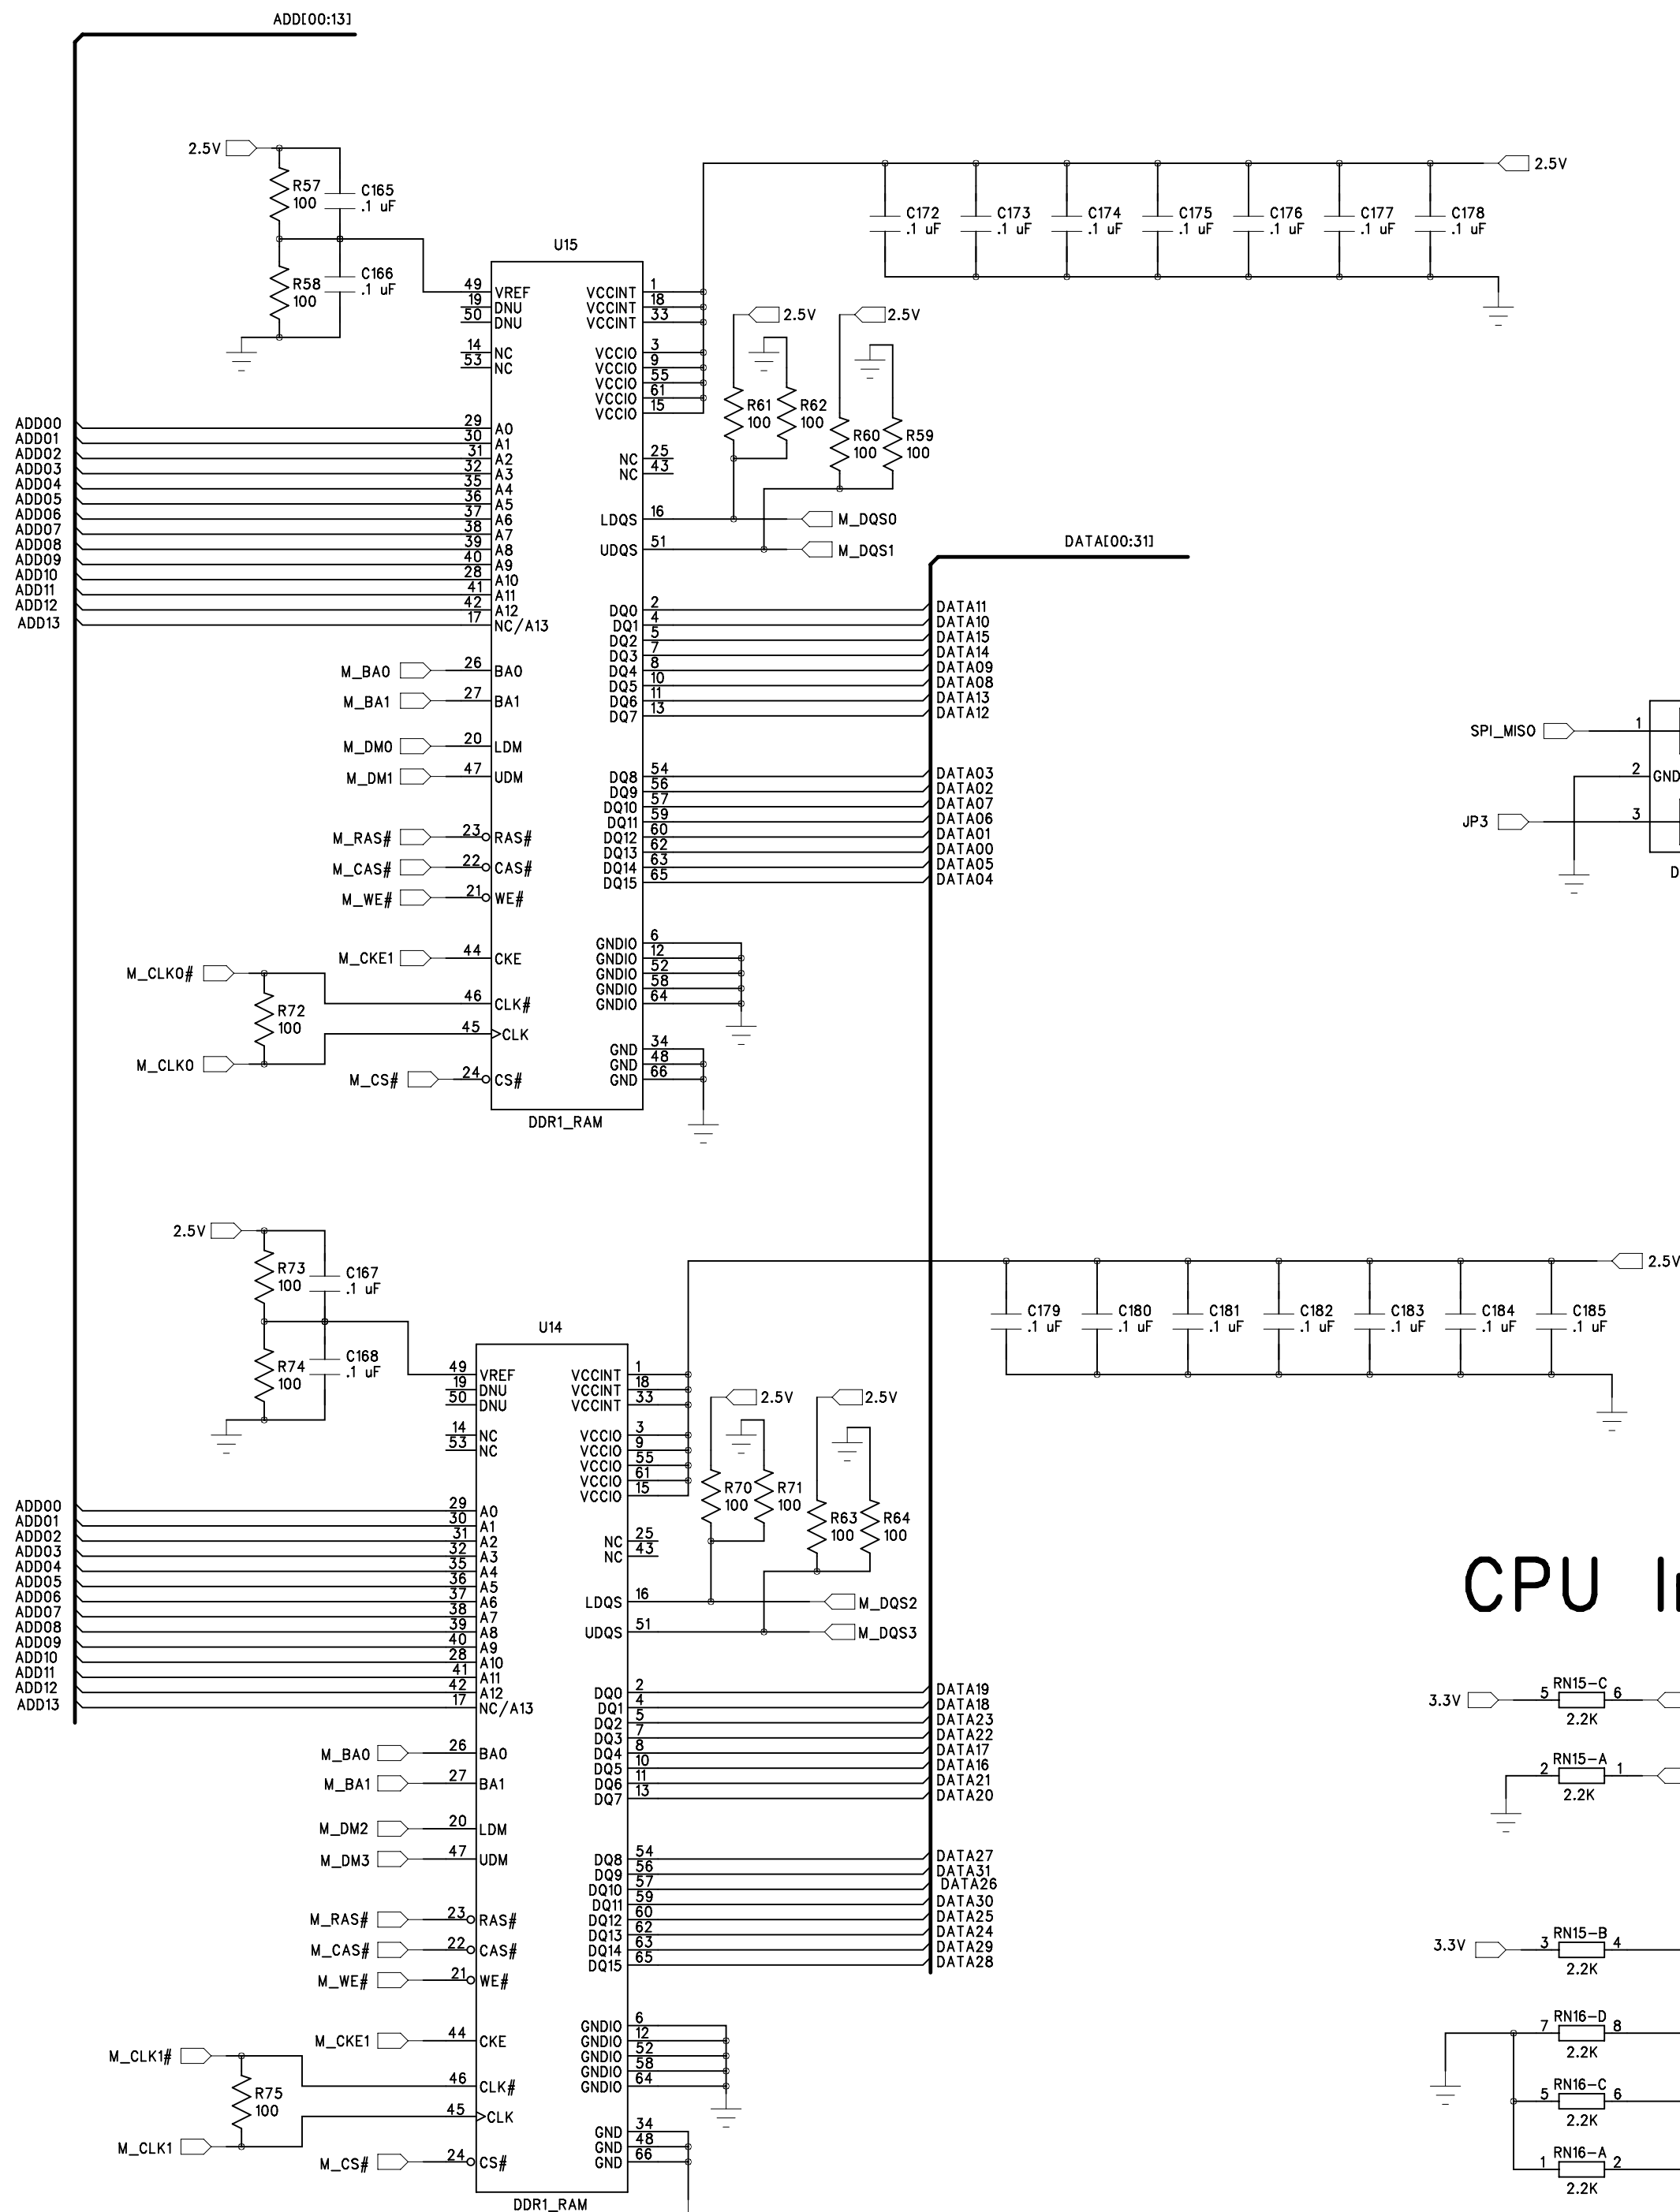 ADD[00:13]
2.5V
R57
100
C165
.1 uF
R58
100
C166
.1 uF
2.5V
C172
.1 uF
C173
.1 uF
C174
.1 uF
C175
.1 uF
C176
.1 uF
C177
.1 uF
C178
.1 uF
U15
49 VREF
19 DNU
50 DNU
14 NC
53 NC
ADD00 29 A0
ADD01 30 A1
ADD02 31 A2
ADD03 32 A3
ADD04 35 A4
ADD05 36 A5
ADD06 37 A6
ADD07 38 A7
ADD08 39 A8
ADD09 40 A9
ADD10 28 A10
ADD11 41 A11
ADD12 42 A12
ADD13 17 NC/A13
M_BA0 26 BA0
M_BA1 27 BA1
M_DM0 20 LDM
M_DM1 47 UDM
M_RAS# 23 RAS#
M_CAS# 22 CAS#
M_WE# 21 WE#
M_CKE1 44 CKE
M_CLK0# 46 CLK#
R72
100
M_CLK0 45 CLK
M_CS# 24 CS#
VCCINT 1
VCCINT 18
VCCINT 33
VCCIO 3
VCCIO 9
VCCIO 55
VCCIO 61
VCCIO 15
2.5V
2.5V
R61
100
R62
100
R60
100
R59
100
NC 25
NC 43
LDQS 16 M_DQS0
UDQS 51 M_DQS1
DATA[00:31]
DQ0 2 DATA11
DQ1 4 DATA10
DQ2 5 DATA15
DQ3 7 DATA14
DQ4 8 DATA09
DQ5 10 DATA08
DQ6 11 DATA13
DQ7 13 DATA12
DQ8 54 DATA03
DQ9 56 DATA02
DQ10 57 DATA07
DQ11 59 DATA06
DQ12 60 DATA01
DQ13 62 DATA00
DQ14 63 DATA05
DQ15 65 DATA04
GNDIO 6
GNDIO 12
GNDIO 52
GNDIO 58
GNDIO 64
GND 34
GND 48
GND 66
DDR1_RAM
SPI_MISO 1
2 GND
JP3 3
D
2.5V
R73
100
C167
.1 uF
R74
100
C168
.1 uF
2.5V
C179
.1 uF
C180
.1 uF
C181
.1 uF
C182
.1 uF
C183
.1 uF
C184
.1 uF
C185
.1 uF
U14
49 VREF
19 DNU
50 DNU
14 NC
53 NC
ADD00 29 A0
ADD01 30 A1
ADD02 31 A2
ADD03 32 A3
ADD04 35 A4
ADD05 36 A5
ADD06 37 A6
ADD07 38 A7
ADD08 39 A8
ADD09 40 A9
ADD10 28 A10
ADD11 41 A11
ADD12 42 A12
ADD13 17 NC/A13
M_BA0 26 BA0
M_BA1 27 BA1
M_DM2 20 LDM
M_DM3 47 UDM
M_RAS# 23 RAS#
M_CAS# 22 CAS#
M_WE# 21 WE#
M_CKE1 44 CKE
M_CLK1# 46 CLK#
R75
100
M_CLK1 45 CLK
M_CS# 24 CS#
VCCINT 1
VCCINT 18
VCCINT 33
VCCIO 3
VCCIO 9
VCCIO 55
VCCIO 61
VCCIO 15
2.5V
2.5V
R70
100
R71
100
R63
100
R64
100
NC 25
NC 43
LDQS 16 M_DQS2
UDQS 51 M_DQS3
DQ0 2 DATA19
DQ1 4 DATA18
DQ2 5 DATA23
DQ3 7 DATA22
DQ4 8 DATA17
DQ5 10 DATA16
DQ6 11 DATA21
DQ7 13 DATA20
DQ8 54 DATA27
DQ9 56 DATA31
DQ10 57 DATA26
DQ11 59 DATA30
DQ12 60 DATA25
DQ13 62 DATA24
DQ14 63 DATA29
DQ15 65 DATA28
GNDIO 6
GNDIO 12
GNDIO 52
GNDIO 58
GNDIO 64
GND 34
GND 48
GND 66
DDR1_RAM
CPU
3.3V 5 RN15-C 6
2.2K
2 RN15-A 1
2.2K
3.3V 3 RN15-B 4
2.2K
7 RN16-D 8
2.2K
5 RN16-C 6
2.2K
1 RN16-A 2
2.2K